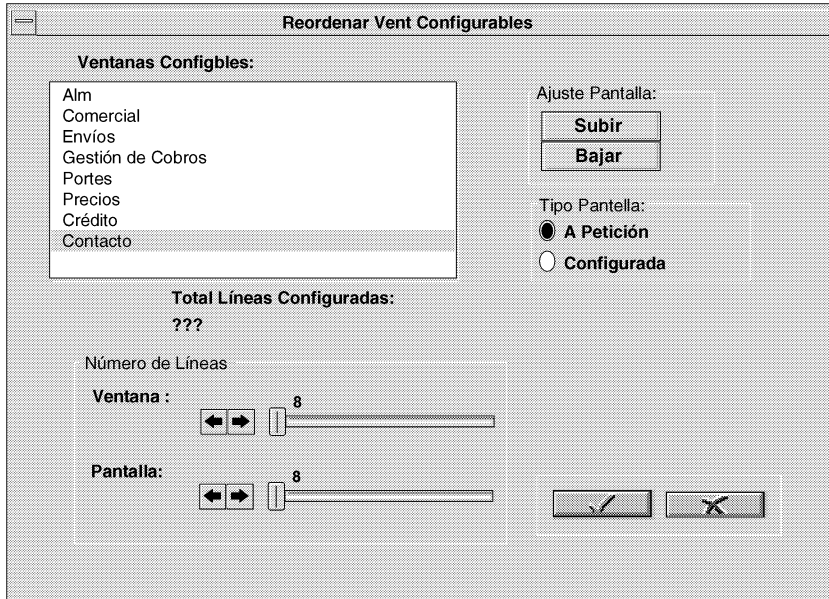 Reordenar Vent Configurables
Ventanas Configbles:
Alm
Comercial
Envíos
Gestión de Cobros
Portes
Precios
Crédito
Contacto
Ajuste Pantalla:
Subir
Bajar
Tipo Pantella:
A Petición
Configurada
Total Líneas Configuradas:
???
Número de Líneas
Ventana :
8
Pantalla:
8